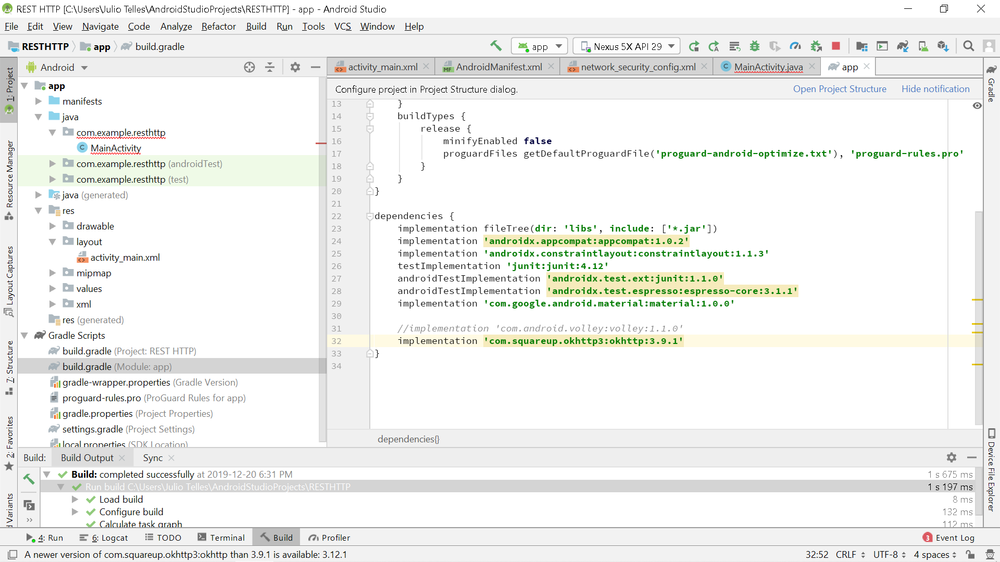 REST HTTP [C:\Users\Julio Telles\AndroidStudioProjects\RESTHTTP] - app - Android Studio
File Edit View Navigate Code Analyze Refactor Build Run Tools VCS Window Help
RESTHTTP app build.gradle
app Nexus 5X API 29
Android
activity_main.xml AndroidManifest.xml network_security_config.xml MainActivity.java app
Configure project in Project Structure dialog. Open Project Structure Hide notification
1: Project
Resource Manager
Layout Captures
7: Structure
2: Favorites
Variants
app
manifests
java
com.example.resthttp
MainActivity
com.example.resthttp (androidTest)
com.example.resthttp (test)
java (generated)
res
drawable
layout
activity_main.xml
mipmap
values
xml
res (generated)
Gradle Scripts
build.gradle (Project: REST HTTP)
build.gradle (Module: app)
gradle-wrapper.properties (Gradle Version)
proguard-rules.pro (ProGuard Rules for app)
gradle.properties (Project Properties)
settings.gradle (Project Settings)
local.properties (SDK Location)
13 }
14 buildTypes {
15 release {
16 minifyEnabled false
17 proguardFiles getDefaultProguardFile('proguard-android-optimize.txt'), 'proguard-rules.pro'
18 }
19 }
20 }
21
22 dependencies {
23 implementation fileTree(dir: 'libs', include: ['*.jar'])
24 implementation 'androidx.appcompat:appcompat:1.0.2'
25 implementation 'androidx.constraintlayout:constraintlayout:1.1.3'
26 testImplementation 'junit:junit:4.12'
27 androidTestImplementation 'androidx.test.ext:junit:1.1.0'
28 androidTestImplementation 'androidx.test.espresso:espresso-core:3.1.1'
29 implementation 'com.google.android.material:material:1.0.0'
30
31 //implementation 'com.android.volley:volley:1.1.0'
32 implementation 'com.squareup.okhttp3:okhttp:3.9.1'
33 }
34
dependencies{}
Gradle
Device File Explorer
Build: Build Output Sync
Build: completed successfully at 2019-12-20 6:31 PM 1 s 675 ms
Run build C:\Users\Julio Telles\AndroidStudioProjects\RESTHTTP 1 s 197 ms
Load build 8 ms
Configure build 132 ms
Calculate task graph 112 ms
4: Run 6: Logcat TODO Terminal Build Profiler 3 Event Log
A newer version of com.squareup.okhttp3:okhttp than 3.9.1 is available: 3.12.1 32:52 CRLF UTF-8 4 spaces